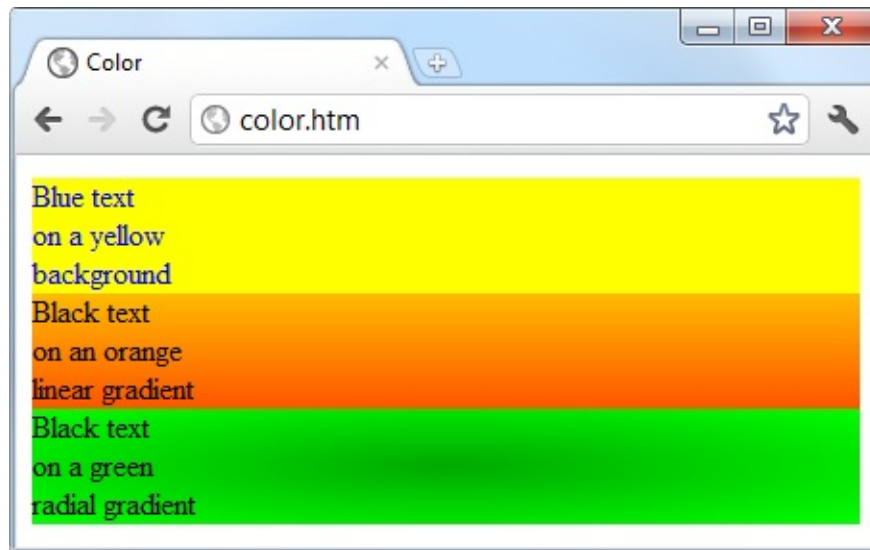 Color
color.htm
Blue text
on a yellow
background
Black text
on an orange
linear gradient
Black text
on a green
radial gradient